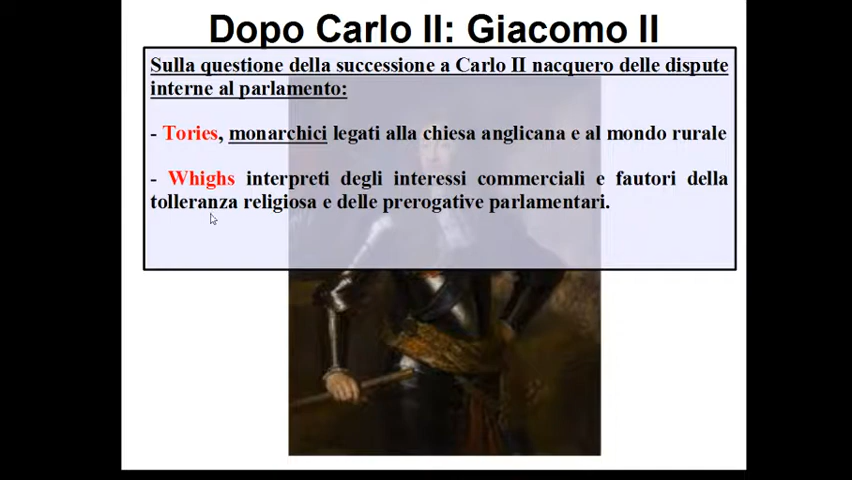 Dopo Carlo II: Giacomo II
Sulla questione della successione a Carlo II nacquero delle dispute
interne al parlamento:
- Tories, monarchici legati alla chiesa anglicana e al mondo rurale
- Whighs interpreti degli interessi commerciali e fautori della
tolleranza religiosa e delle prerogative parlamentari.